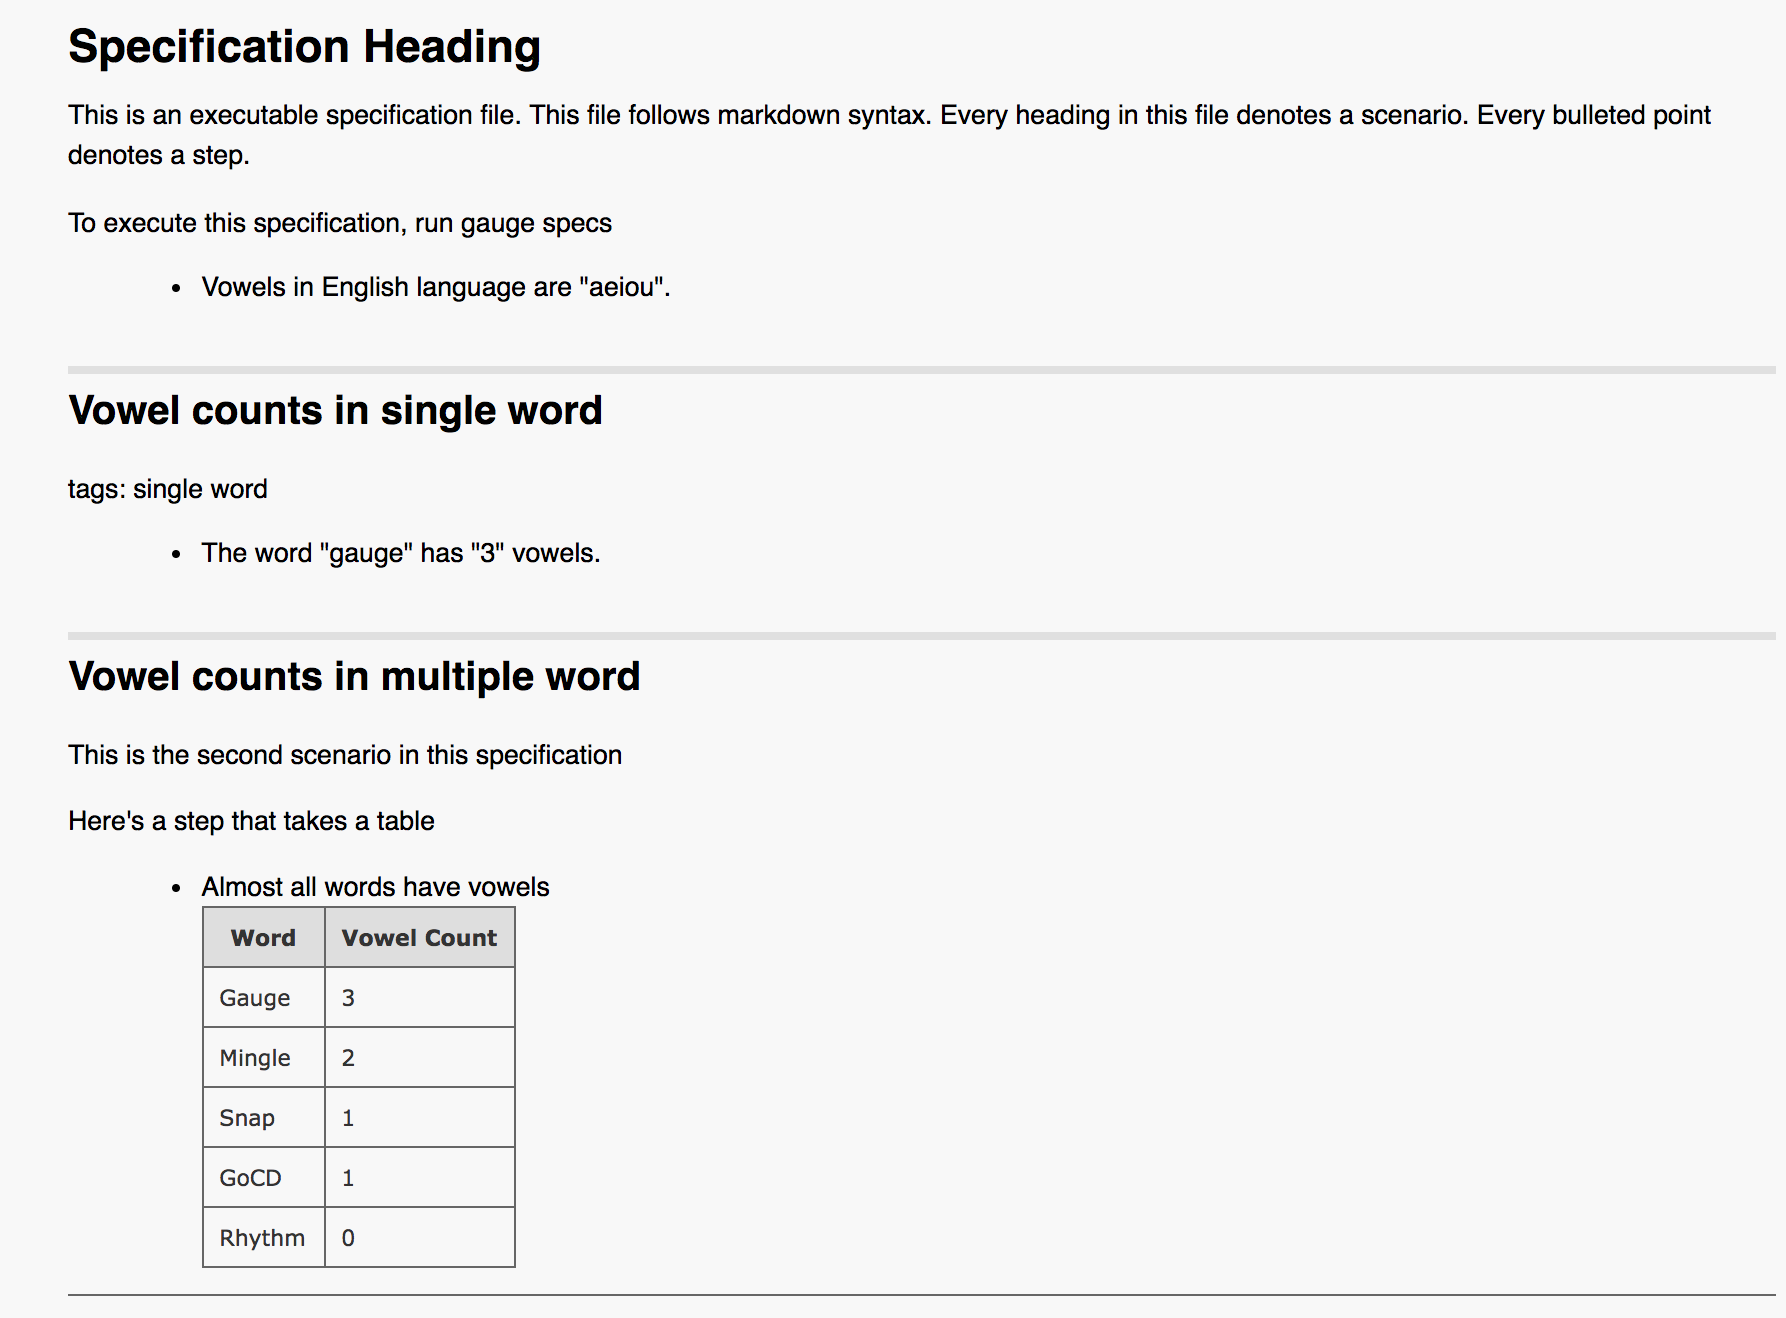 Specification Heading
This is an executable specification file. This file follows markdown syntax. Every heading in this file denotes a scenario. Every bulleted point
denotes a step.
To execute this specification, run gauge specs
• Vowels in English language are "aeiou".
Vowel counts in single word
tags: single word
• The word "gauge" has "3" vowels.
Vowel counts in multiple word
This is the second scenario in this specification
Here's a step that takes a table
• Almost all words have vowels
Word Vowel Count
Gauge 3
Mingle 2
Snap 1
GoCD 1
Rhythm 0